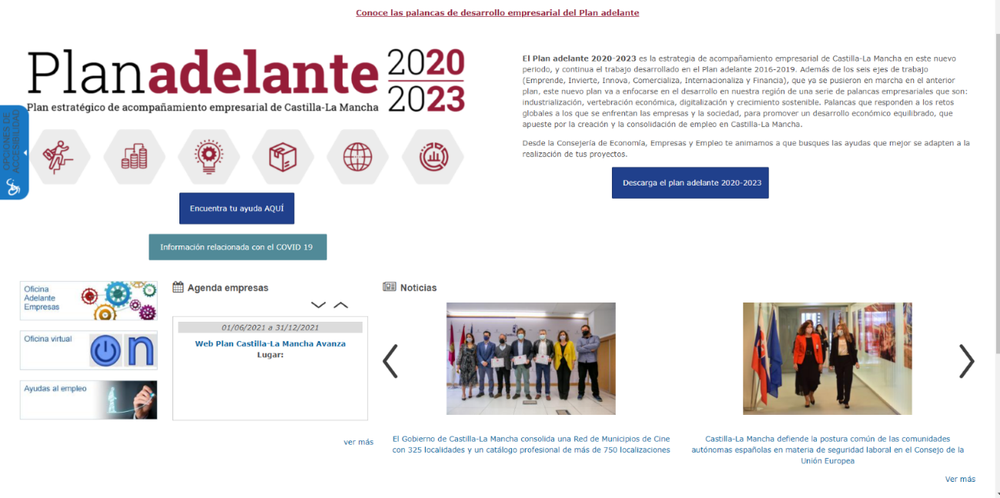 Conoce las palancas de desarrollo empresarial del Plan adelante
Planadelante 2020
2023
Plan estratégico de acompañamiento empresarial de Castilla-La Mancha
OPCIONES DE
ACCESIBILIDAD
Encuentra tu ayuda AQUÍ
Información relacionada con el COVID 19
El Plan adelante 2020-2023 es la estrategia de acompañamiento empresarial de Castilla-La Mancha en este nuevo
periodo, y continua el trabajo desarrollado en el Plan adelante 2016-2019. Además de los seis ejes de trabajo
(Emprende, Invierte, Innova, Comercializa, Internacionaliza y Financia), que ya se pusieron en marcha en el anterior
plan, este nuevo plan va a enfocarse en el desarrollo en nuestra región de una serie de palancas empresariales que son:
industrialización, vertebración económica, digitalización y crecimiento sostenible. Palancas que responden a los retos
globales a los que se enfrentan las empresas y la sociedad, para promover un desarrollo económico equilibrado, que
apueste por la creación y la consolidación de empleo en Castilla-La Mancha.
Desde la Consejería de Economía, Empresas y Empleo te animamos a que busques las ayudas que mejor se adapten a la
realización de tus proyectos.
Descarga el plan adelante 2020-2023
Oficina
Adelante
Empresas
Oficina virtual
on
Ayudas al empleo
Agenda empresas
01/06/2021 a 31/12/2021
Web Plan Castilla-La Mancha Avanza
Lugar:
ver más
Noticias
El Gobierno de Castilla-La Mancha consolida una Red de Municipios de Cine
con 325 localidades y un catálogo profesional de más de 750 localizaciones
Castilla-La Mancha defiende la postura común de las comunidades
autónomas españolas en materia de seguridad laboral en el Consejo de la
Unión Europea
Ver más